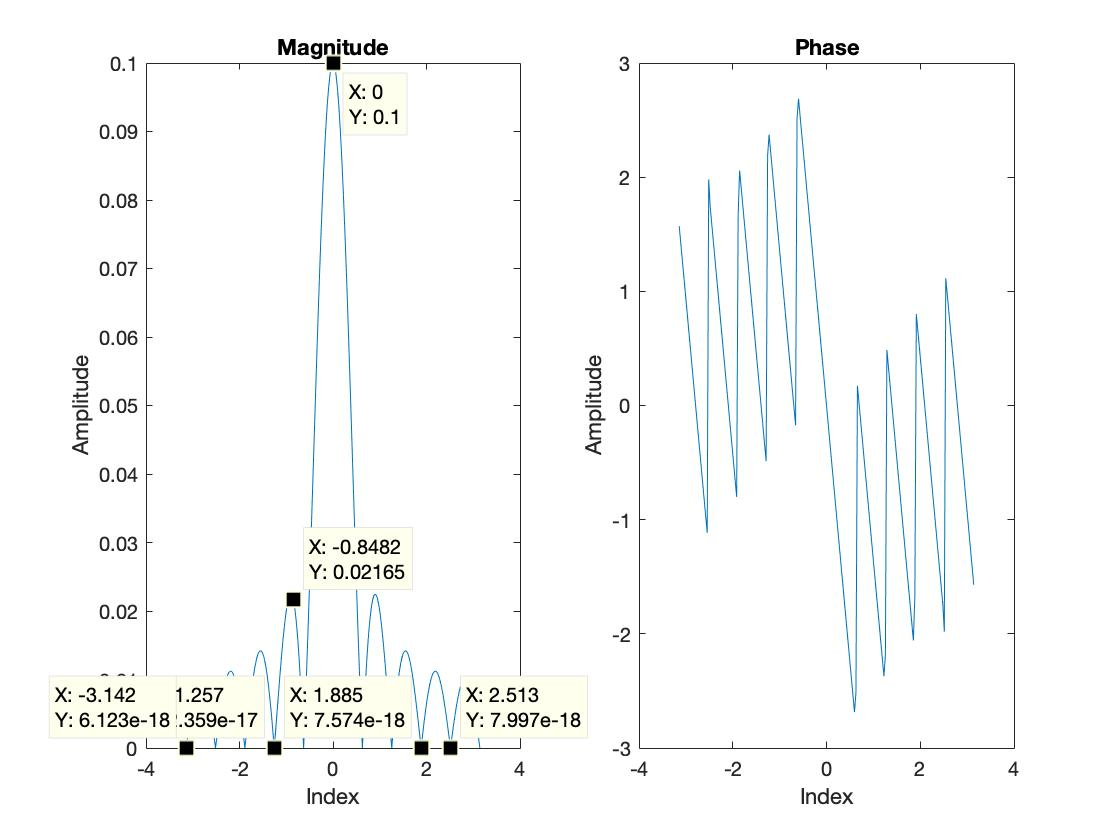 Magnitude
0.1
0.09
0.08
0.07
0.06
0.05
0.04
0.03
0.02
0
Amplitude
X: 0
Y: 0.1
X: -0.8482
Y: 0.02165
X: -3.142
Y: 6.123e-18
1.257
.359e-17
X: 1.885
Y: 7.574e-18
X: 2.513
Y: 7.997e-18
-4 -2 0 2 4
Index
Phase
3
2
1
0
-1
-2
-3
Amplitude
-4 -2 0 2 4
Index